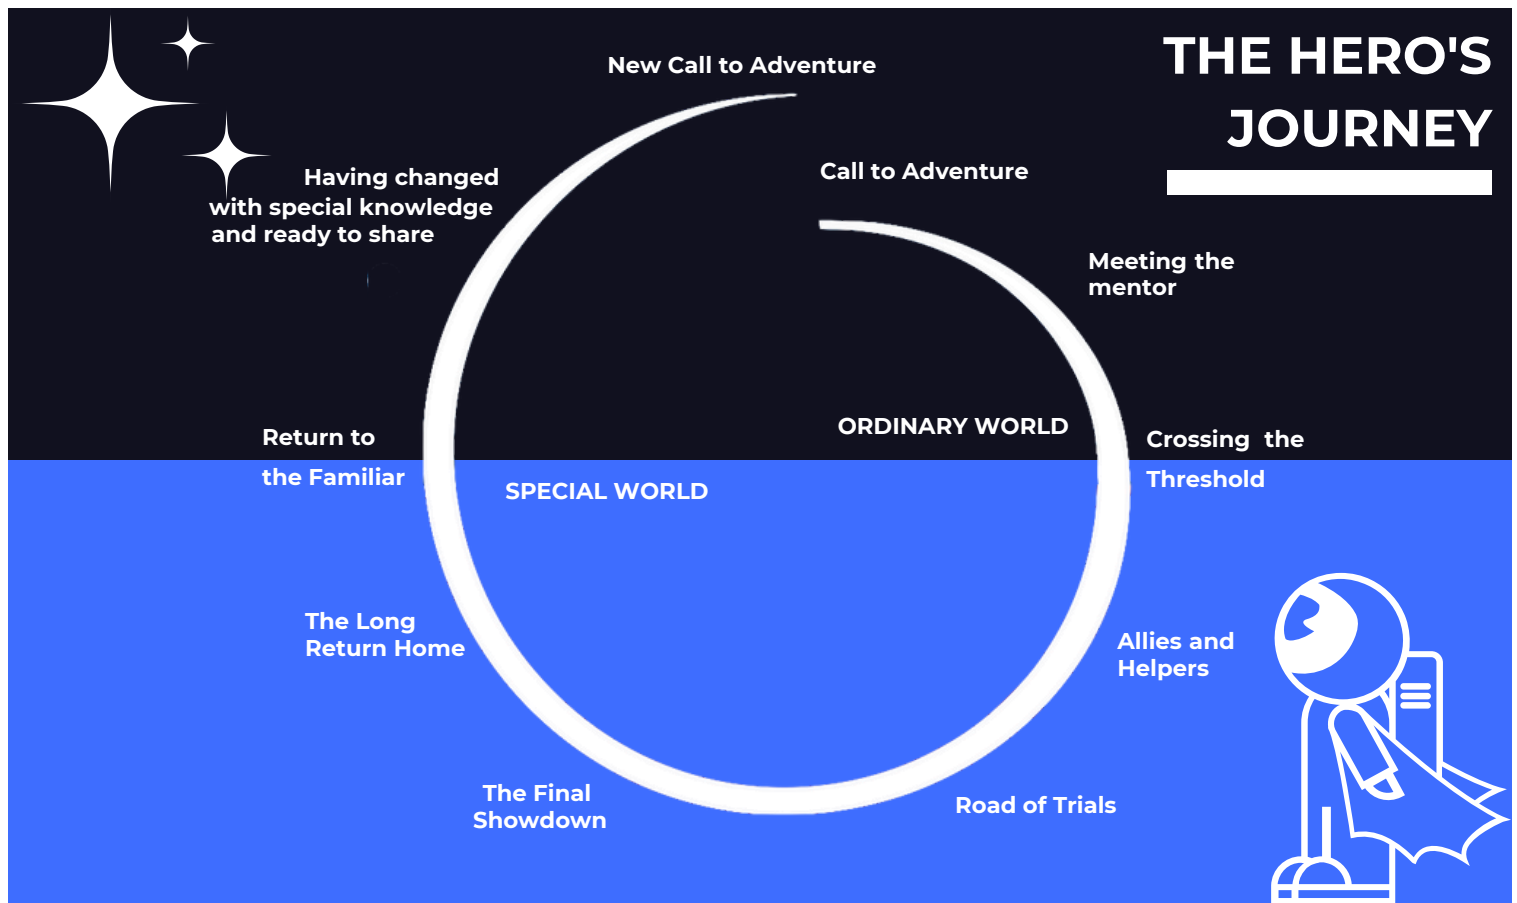 THE HERO'S
JOURNEY
New Call to Adventure
Call to Adventure
Meeting the
mentor
Having changed
with special knowledge
and ready to share
ORDINARY WORLD
Crossing  the
Threshold
Return to
the Familiar
SPECIAL WORLD
Allies and
Helpers
The Long
Return Home
Road of Trials
The Final
Showdown